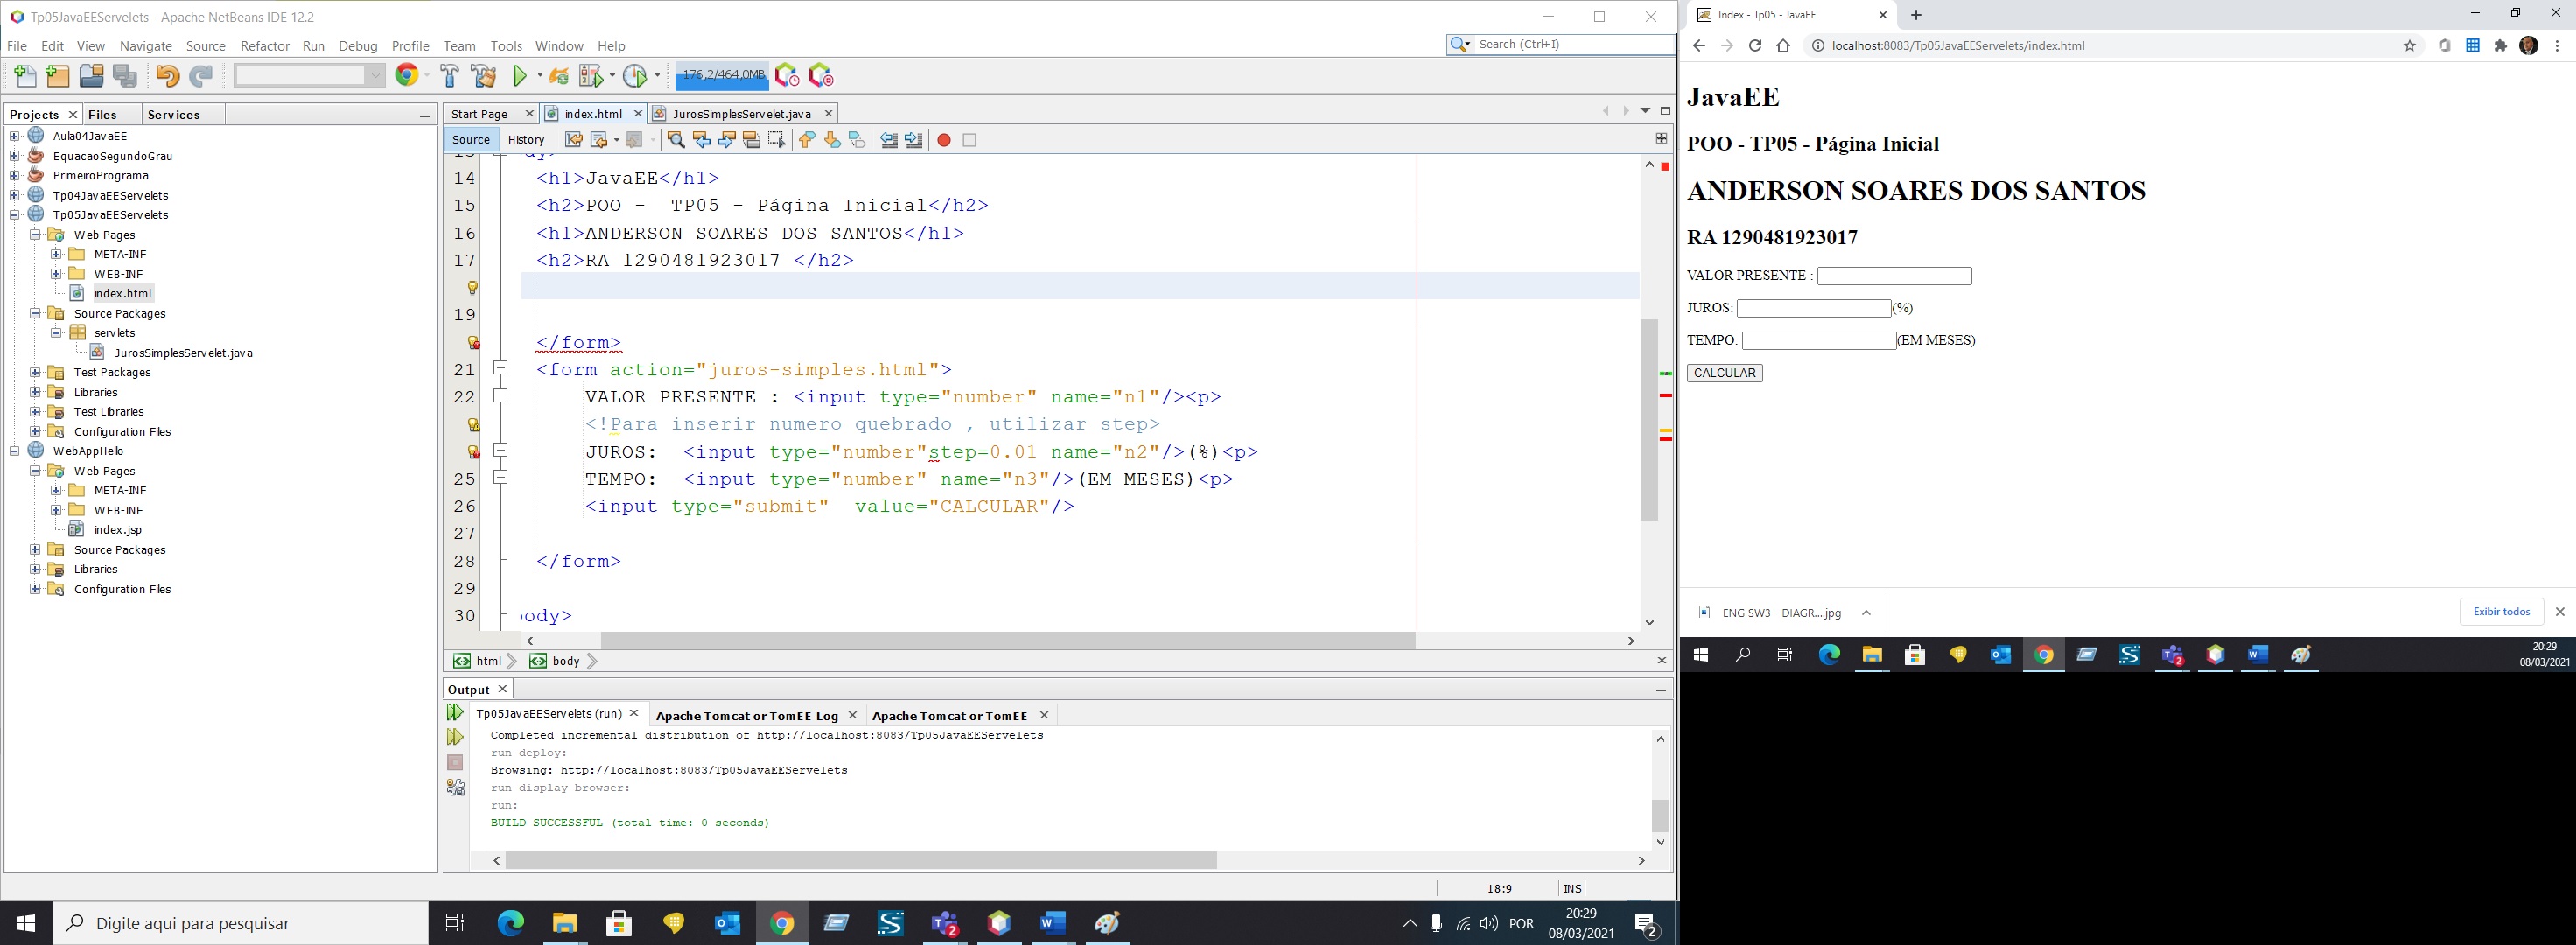 Tp05JavaEEServelets - Apache NetBeans IDE 12.2
File Edit View Navigate Source Refactor Run Debug Profile Team Tools Window Help
Search (Ctrl+I)
176,2/464,0MB
Projects Files Services
Aula04JavaEE
EquacaoSegundoGrau
PrimeiroPrograma
Tp04JavaEEServelets
Tp05JavaEEServelets
Web Pages
META-INF
WEB-INF
index.html
Source Packages
servlets
JurosSimplesServelet.java
Test Packages
Libraries
Test Libraries
Configuration Files
WebAppHello
Web Pages
META-INF
WEB-INF
index.jsp
Source Packages
Libraries
Configuration Files
Start Page index.html JurosSimplesServelet.java
Source History
14 <h1>JavaEE</h1>
15 <h2>POO -  TP05 - Página Inicial</h2>
16 <h1>ANDERSON SOARES DOS SANTOS</h1>
17 <h2>RA 1290481923017 </h2>
19
</form>
21 <form action="juros-simples.html">
22 VALOR PRESENTE : <input type="number" name="n1"/><p>
<!Para inserir numero quebrado , utilizar step>
JUROS:  <input type="number"step=0.01 name="n2"/>(%)<p>
25 TEMPO:  <input type="number" name="n3"/>(EM MESES)<p>
26 <input type="submit"  value="CALCULAR"/>
27
28 </form>
29
30 body>
html body
Output
Tp05JavaEEServelets (run) Apache Tomcat or TomEE Log Apache Tomcat or TomEE
Completed incremental distribution of http://localhost:8083/Tp05JavaEEServelets
run-deploy:
Browsing: http://localhost:8083/Tp05JavaEEServelets
run-display-browser:
run:
BUILD SUCCESSFUL (total time: 0 seconds)
18:9 INS
Digite aqui para pesquisar
2
POR
20:29
08/03/2021
2
Index - Tp05 - JavaEE
localhost:8083/Tp05JavaEEServelets/index.html
JavaEE
POO - TP05 - Página Inicial
ANDERSON SOARES DOS SANTOS
RA 1290481923017
VALOR PRESENTE :
JUROS: (%)
TEMPO: (EM MESES)
CALCULAR
ENG SW3 - DIAGR....jpg
Exibir todos
2
20:29
08/03/2021